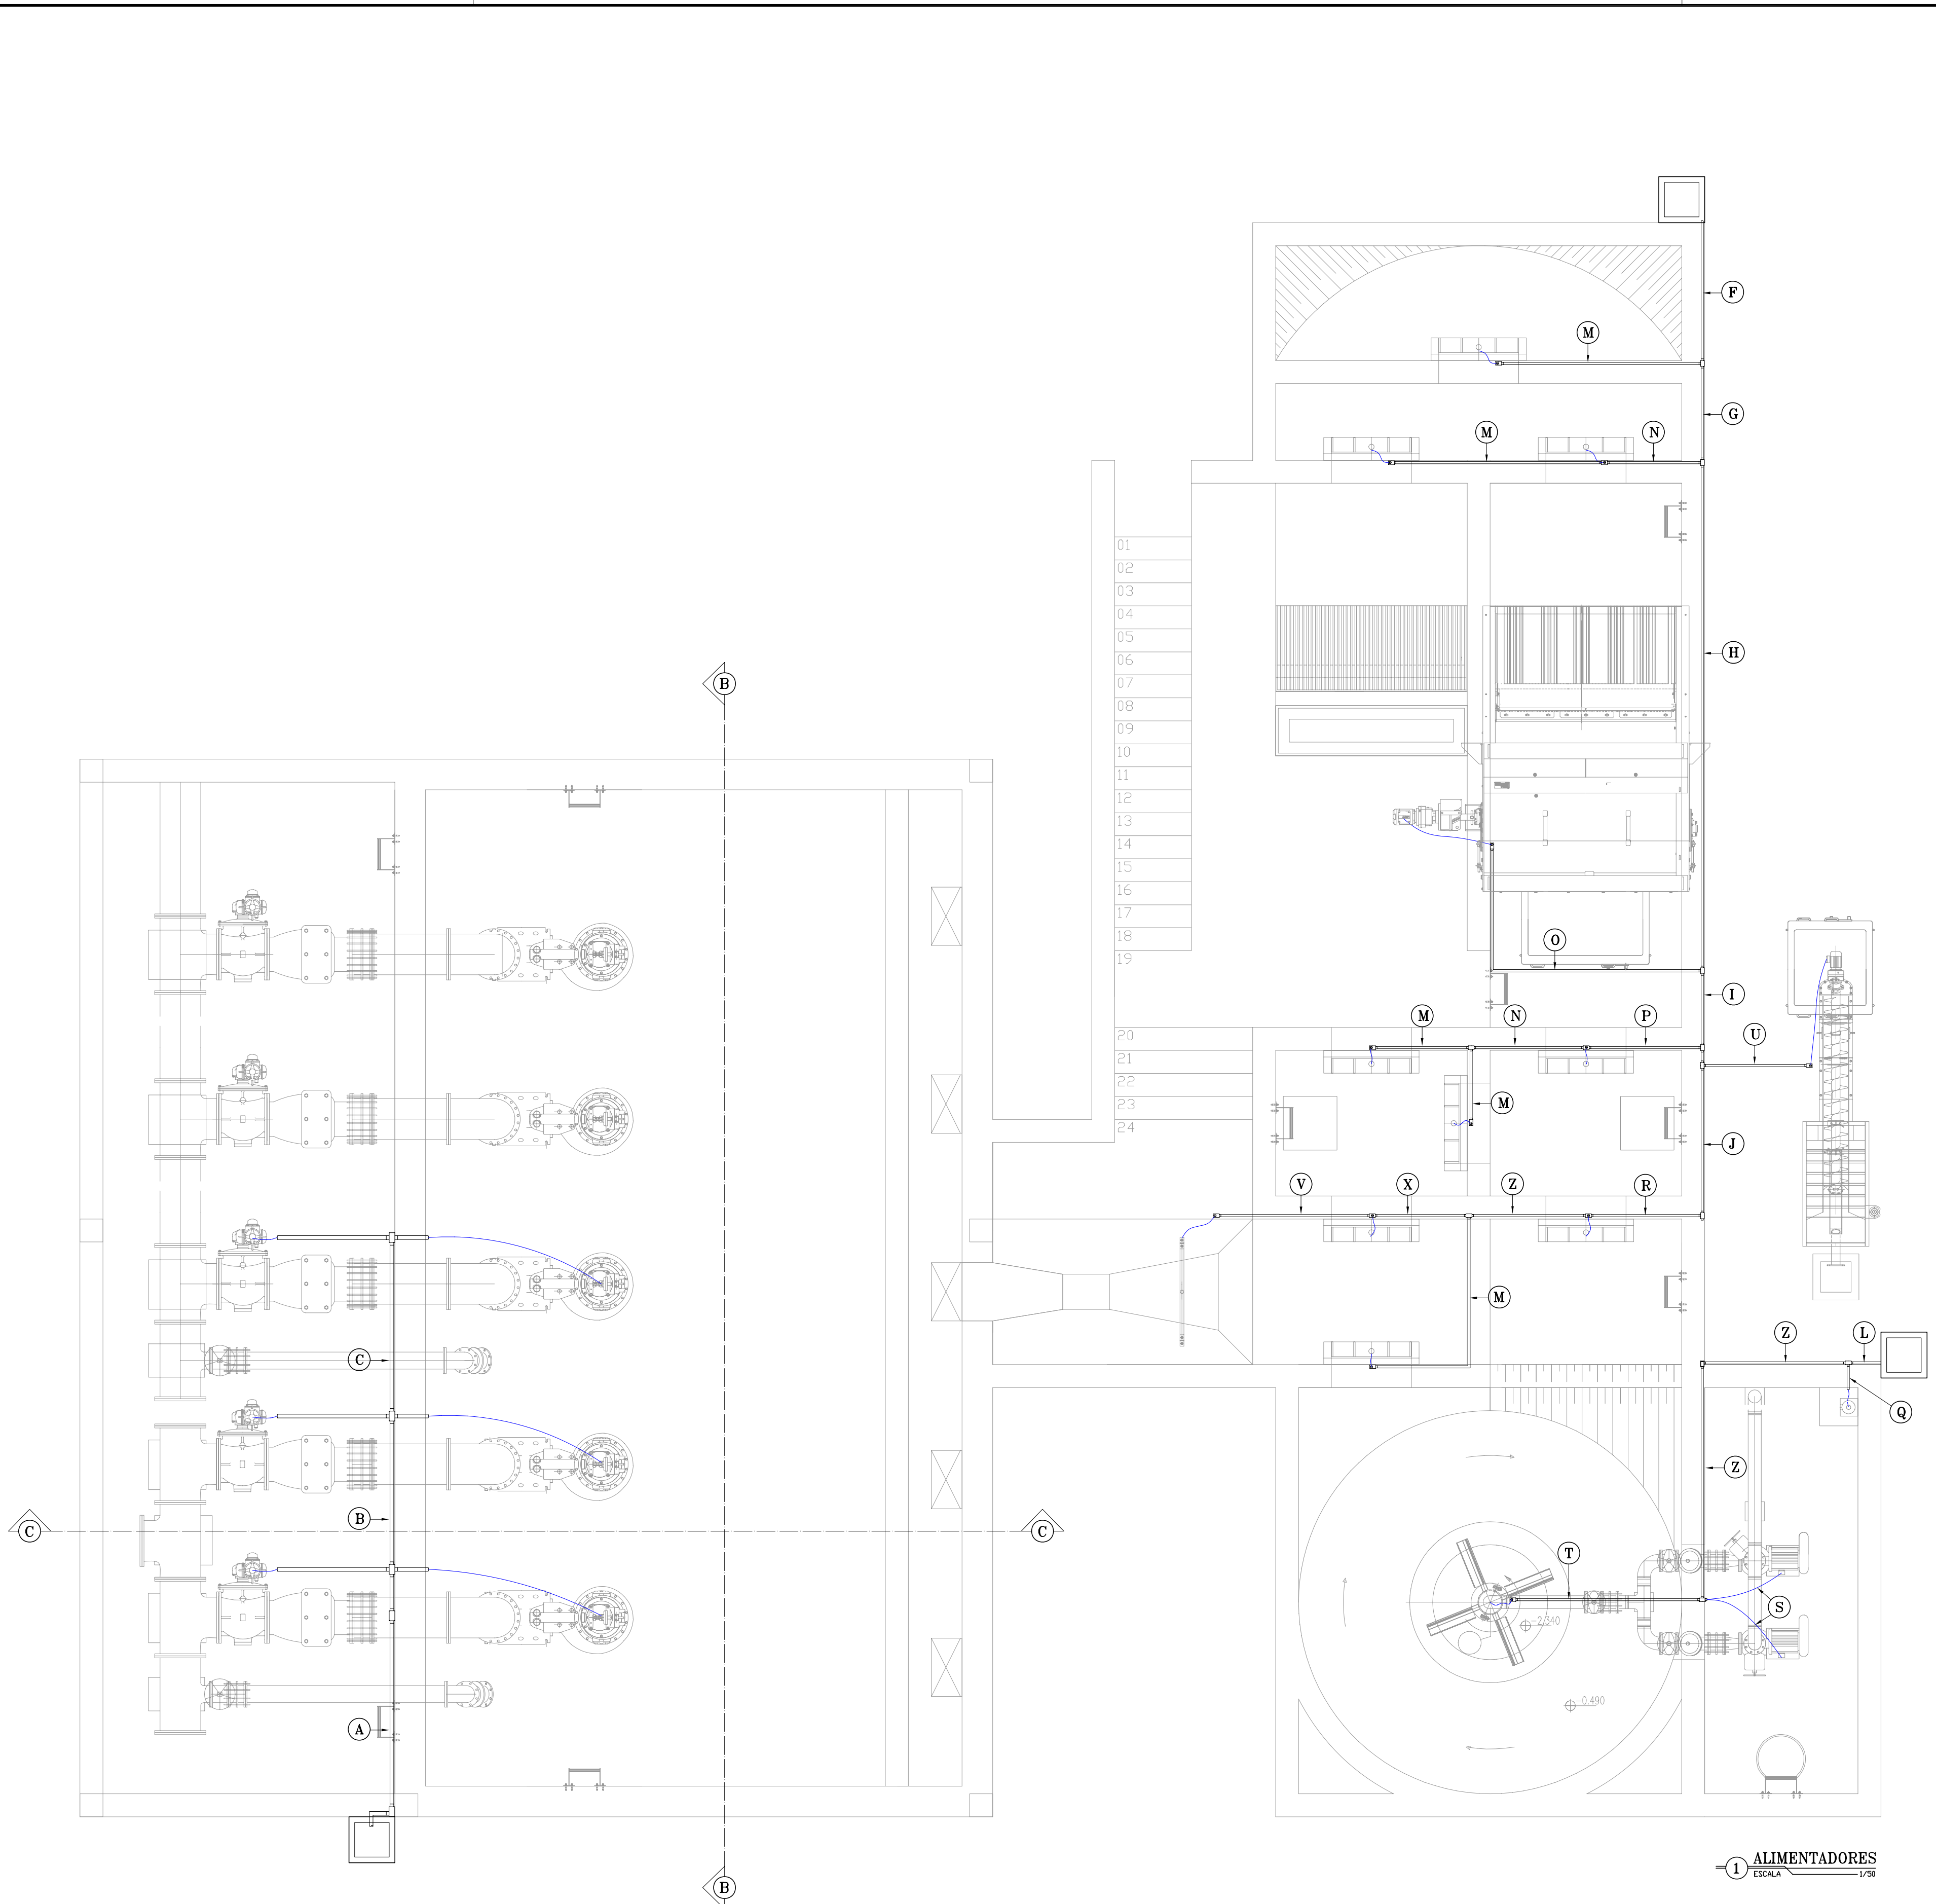 F
M
G
M
N
01
02
03
04
05
06
07
08
09
10
11
12
13
14
15
16
17
18
19
20
21
22
23
24
H
B
O
I
M
N
P
U
M
J
V
X
Z
R
M
C
Z
L
Q
Z
B
C
C
T
S
-2.340
-0.490
A
B
1 ALIMENTADORES
ESCALA 1/50